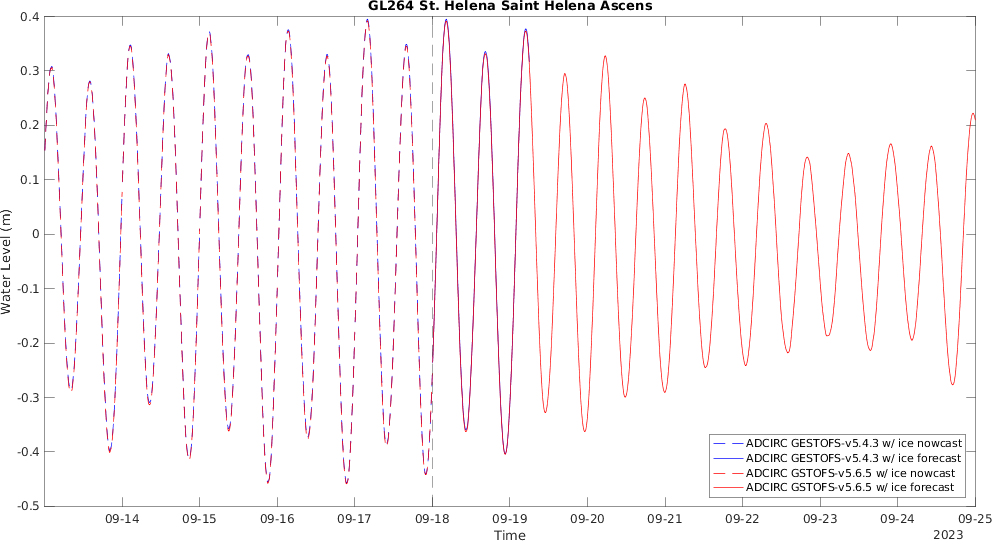 GL264 St. Helena Saint Helena Ascens
Water Level (m)
0.4
0.3
0.2
0.1
0
-0.1
-0.2
-0.3
-0.4
-0.5
ADCIRC GESTOFS-v5.4.3 w/ ice nowcast
ADCIRC GESTOFS-v5.4.3 w/ ice forecast
ADCIRC GSTOFS-v5.6.5 w/ ice nowcast
ADCIRC GSTOFS-v5.6.5 w/ ice forecast
09-14 09-15 09-16 09-17 09-18 09-19 09-20 09-21 09-22 09-23 09-24 09-25
Time
2023